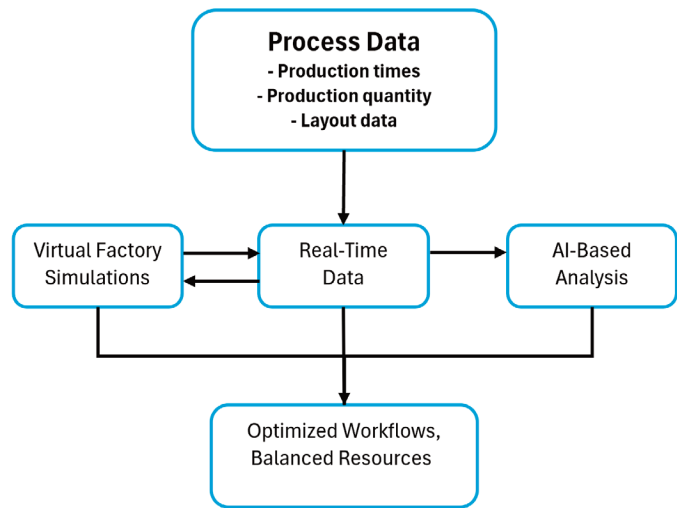 Process Data
- Production times
- Production quantity
- Layout data
Virtual Factory
Simulations
Real-Time
Data
AI-Based
Analysis
Optimized Workflows,
Balanced Resources